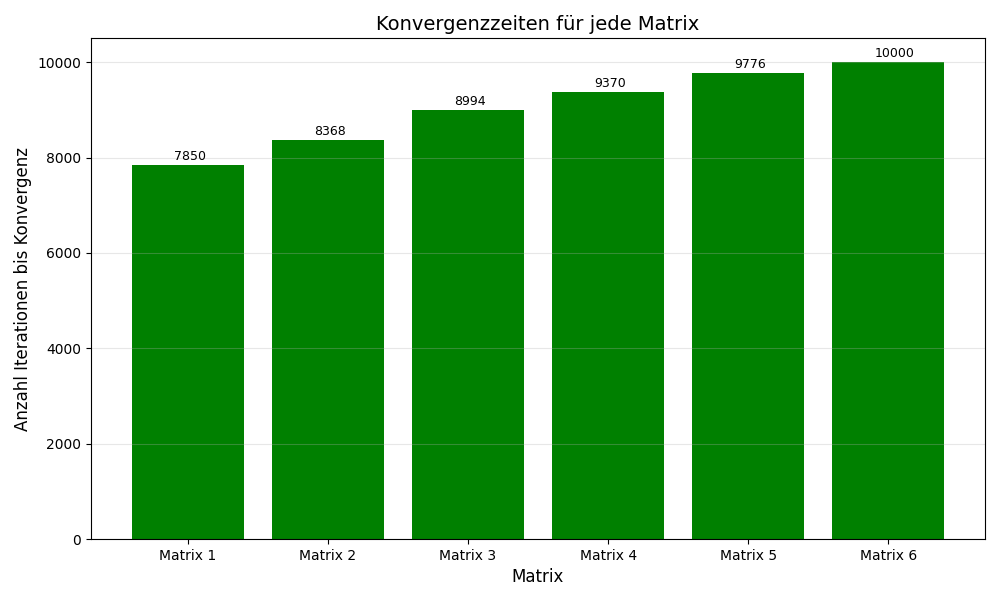 Konvergenzzeiten für jede Matrix
Anzahl Iterationen bis Konvergenz
10000
8000
6000
4000
2000
0
7850
8368
8994
9370
9776
10000
Matrix 1
Matrix 2
Matrix 3
Matrix 4
Matrix 5
Matrix 6
Matrix